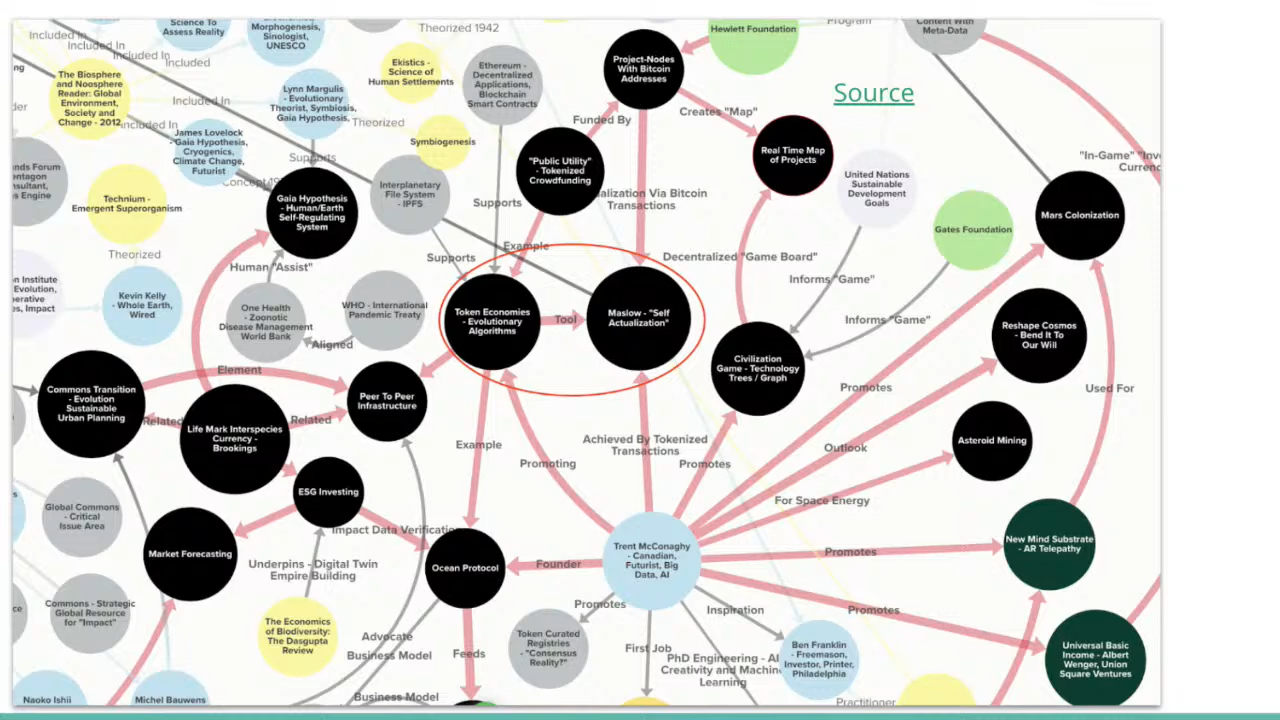 Included In
Included In
Included In
Included
ng
Science To
Assess Reality
Morphogenesis,
Sinologist,
UNESCO
Theorized 1942
Hewlett Foundation
Program
Content With
Meta-Data
The Biosphere
and Noosphere
Reader: Global
Environment,
Society and
Change - 2012
Included In
Included In
Lynn Margulis
- Evolutionary
Theorist, Symbiosis,
Gaia Hypothesis,
Ekistics -
Science of
Human Settlements
Ethereum -
Decentralized
Applications,
Blockchain
Smart Contracts
Project-Nodes
With Bitcoin
Addresses
Source
Creates "Map"
Funded By
Theorized
Symbiogenesis
James Lovelock
- Gaia Hypothesis,
Cryogenics,
Climate Change,
Futurist
Supports
"Public Utility"
- Tokenized
Crowdfunding
Real Time Map
of Projects
"In-Game"
Gaia Hypothesis
- Human/Earth
Self-Regulating
System
Interplanetary
File System
- IPFS
Supports
Transactions
United Nations
Sustainable
Development
Goals
Mars Colonization
Technium -
Emergent Superorganism
Gates Foundation
Theorized
Human "Assist"
Supports
Example
Decentralized "Game Board"
Informs "Game"
Informs "Game"
Kevin Kelly
- Whole Earth,
Wired
One Health
- Zoonotic
Disease Management
World Bank
WHO - International
Pandemic Treaty
Aligned
Token Economies
- Evolutionary
Algorithms
Tool
Maslow - "Self
Actualization"
Civilization
Game - Technology
Trees / Graph
Reshape Cosmos
- Bend It To
Our Will
Element
Commons Transition
- Evolution
Sustainable
Urban Planning
Related
Life Mark Interspecies
Currency -
Brookings
Related
Peer To Peer
Infrastructure
Promotes
Used For
Example
Promoting
Achieved By Tokenized
Transactions
Promotes
Outlook
Asteroid Mining
ESG Investing
For Space Energy
Global Commons
- Critical
Issue Area
Market Forecasting
Impact Data Verification
Underpins - Digital Twin
Empire Building
Ocean Protocol
Founder
Trent McConaghy
- Canadian,
Futurist, Big
Data, AI
Promotes
New Mind Substrate
- AR Telepathy
Commons - Strategic
Global Resource
for "Impact"
The Economics
of Biodiversity:
The Dasgupta
Review
Promotes
Inspiration
Promotes
Advocate
Business Model
Feeds
Token Curated
Registries
- "Consensus
Reality?"
First Job
PhD Engineering - AI
Creativity and Machine
Learning
Ben Franklin
- Freemason,
Investor, Printer,
Philadelphia
Universal Basic
Income - Albert
Wenger, Union
Square Ventures
Naoko Ishii
Michel Bauwens
Business Model
Practitioner